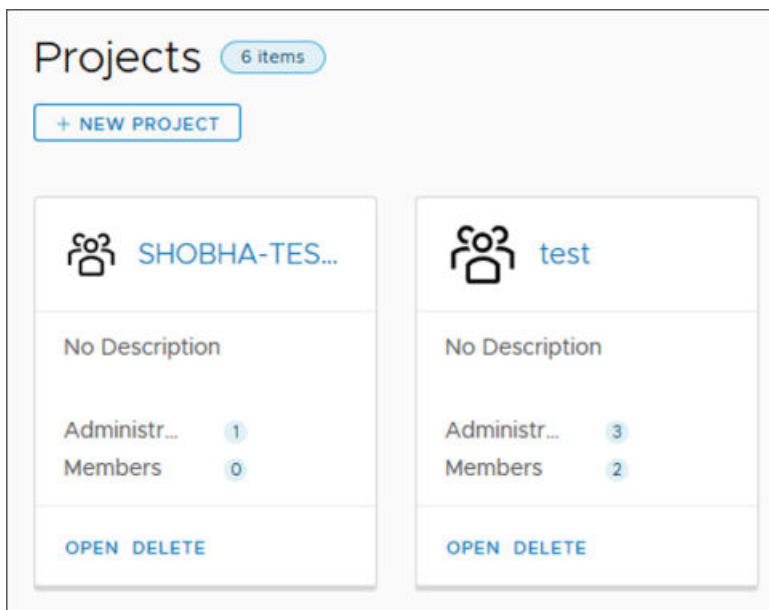 Projects 6 items
+ NEW PROJECT
SHOBHA-TES...
No Description
Administr... 1
Members 0
OPEN DELETE
test
No Description
Administr... 3
Members 2
OPEN DELETE